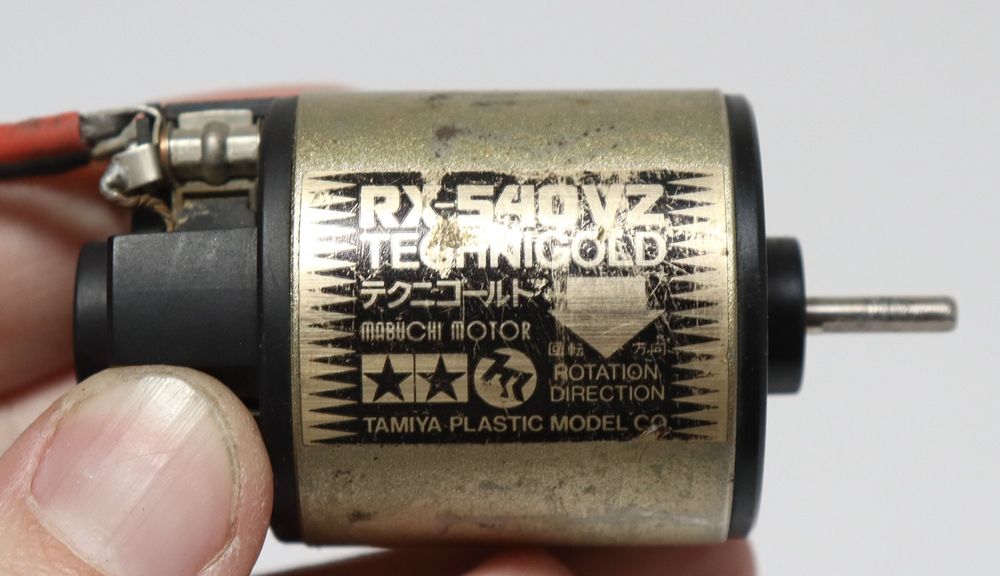 RX-540VZ
TECHNIGOLD
テクニゴールド
MABUCHI MOTOR
回転 方向
ROTATION
DIRECTION
TAMIYA PLASTIC MODEL CO.